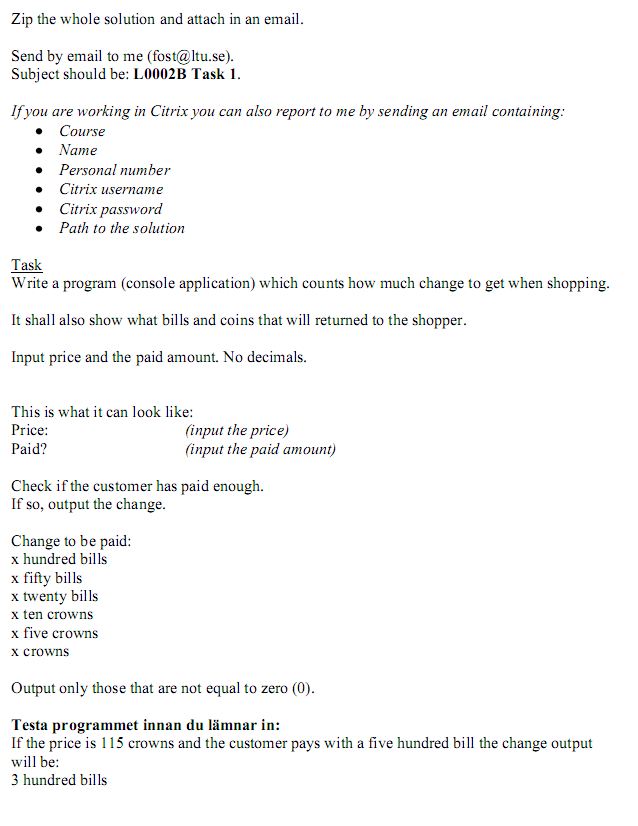 Zip the whole solution and attach in an email.
Send by email to me (fost@ltu.se).
Subject should be: L0002B Task 1.
If you are working in Citrix you can also report to me by sending an email containing:
• Course
• Name
• Personal number
• Citrix username
• Citrix password
• Path to the solution
Task
Write a program (console application) which counts how much change to get when shopping.
It shall also show what bills and coins that will returned to the shopper.
Input price and the paid amount. No decimals.
This is what it can look like:
Price: (input the price)
Paid? (input the paid amount)
Check if the customer has paid enough.
If so, output the change.
Change to be paid:
x hundred bills
x fifty bills
x twenty bills
x ten crowns
x five crowns
x crowns
Output only those that are not equal to zero (0).
Testa programmet innan du lämnar in:
If the price is 115 crowns and the customer pays with a five hundred bill the change output
will be:
3 hundred bills